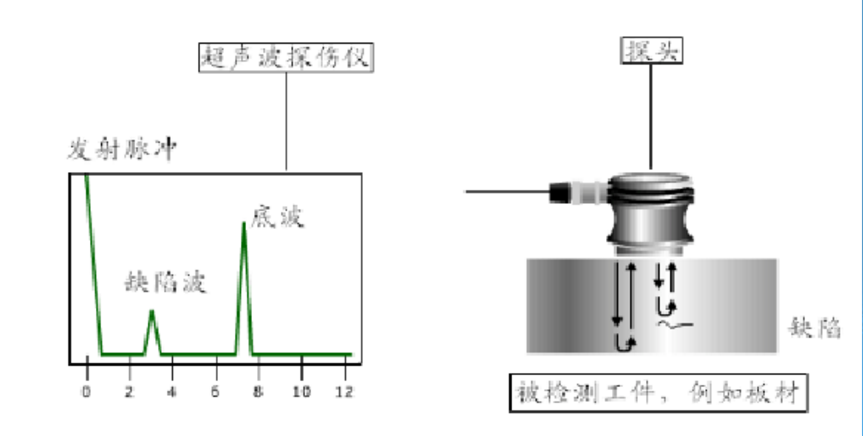 超声波探伤仪
探头
发射脉冲
底波
缺陷波
缺陷
0 2 4 6 8 10 12
被检测工件，例如板材